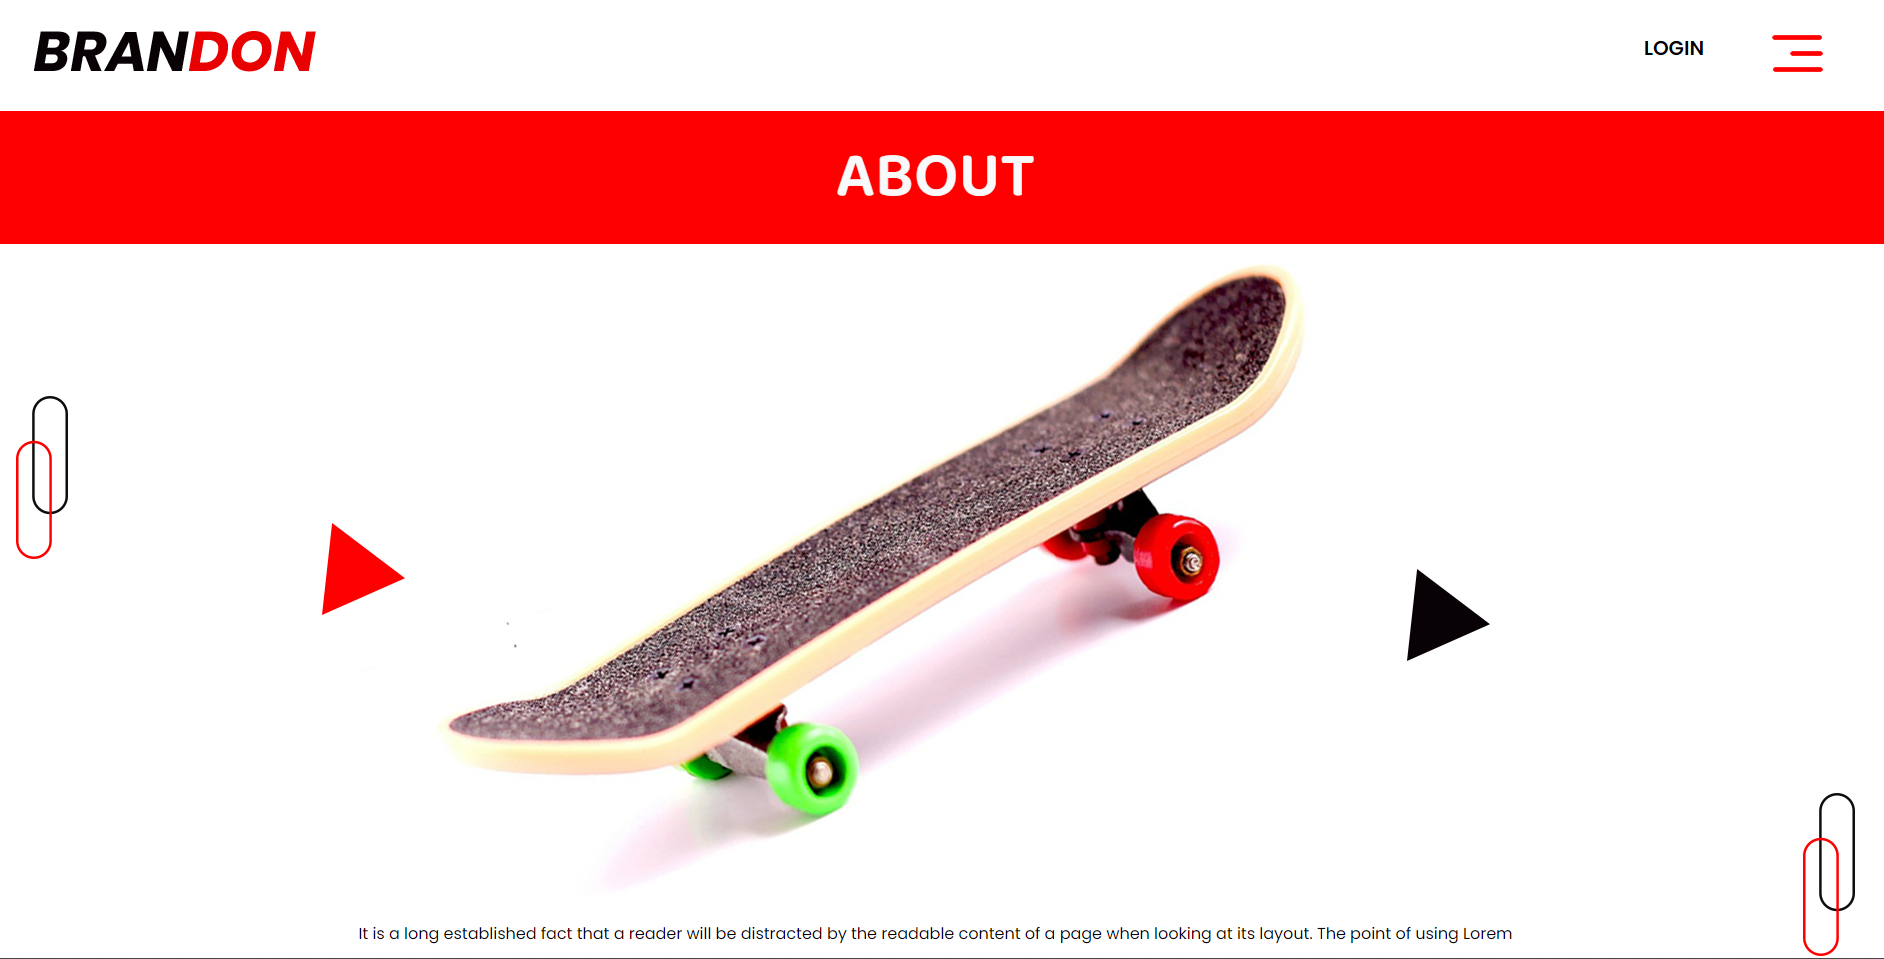 BRANDON
LOGIN
ABOUT
It is a long established fact that a reader will be distracted by the readable content of a page when looking at its layout. The point of using Lorem